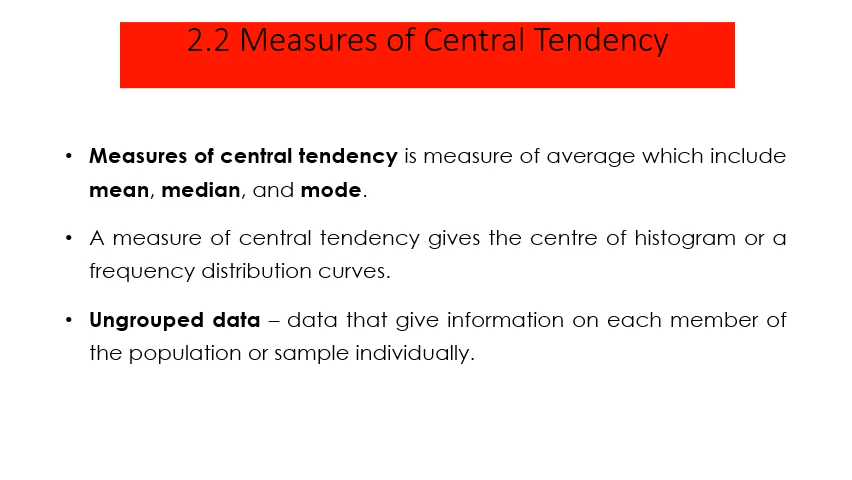 2.2 Measures of Central Tendency
• Measures of central tendency is measure of average which include
mean, median, and mode.
• A measure of central tendency gives the centre of histogram or a
frequency distribution curves.
• Ungrouped data – data that give information on each member of
the population or sample individually.